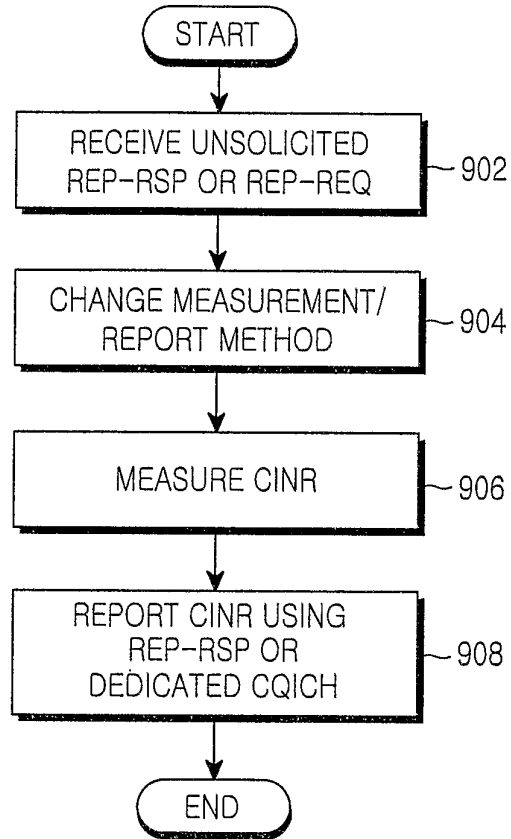 START
RECEIVE UNSOLICITED
REP-RSP OR REP-REQ
902
CHANGE MEASUREMENT/
REPORT METHOD
904
MEASURE CINR
906
REPORT CINR USING
REP-RSP OR
DEDICATED CQICH
908
END